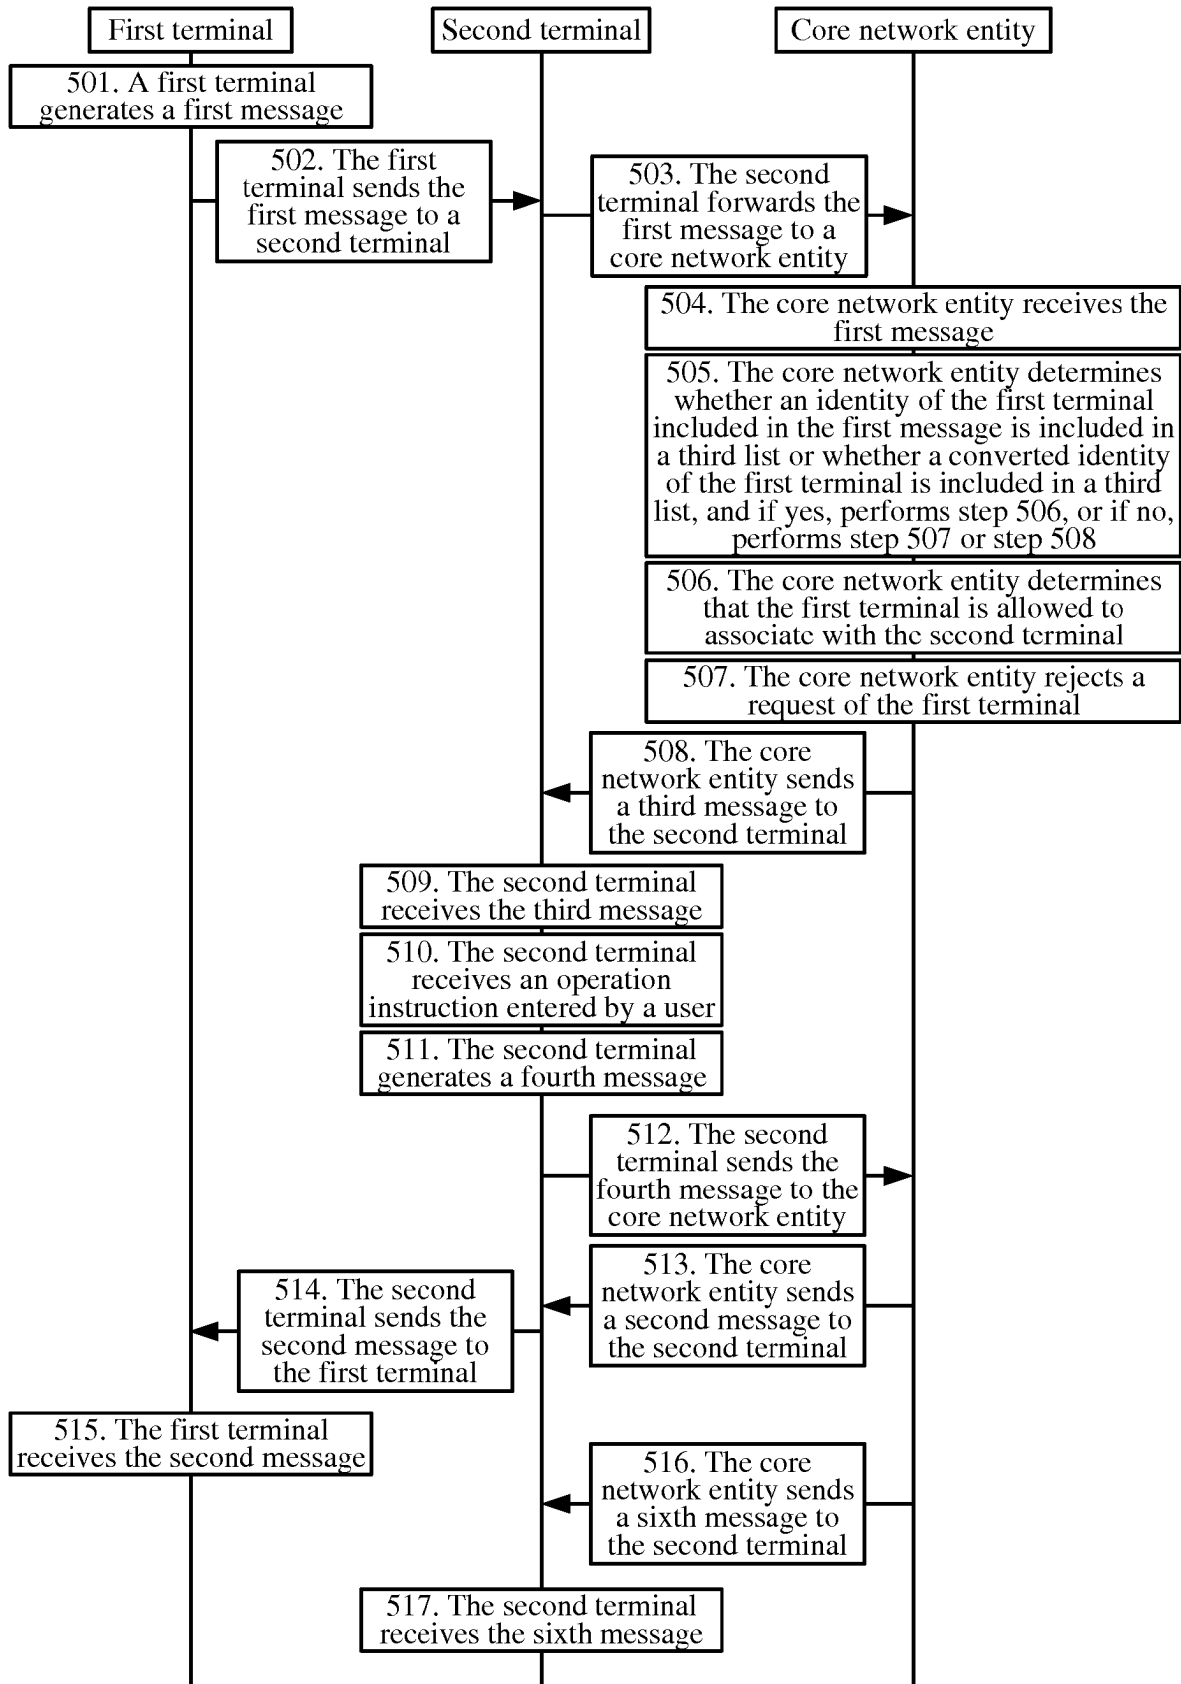 First terminal
Second terminal
Core network entity
501. A first terminal
generates a first message
502. The first
terminal sends the
first message to a
second terminal
503. The second
terminal forwards the
first message to a
core network entity
504. The core network entity receives the
first message
505. The core network entity determines
whether an identity of the first terminal
included in the first message is included in
a third list or whether a converted identity
of the first terminal is included in a third
list, and if yes, performs step 506, or if no,
performs step 507 or step 508
506. The core network entity determines
that the first terminal is allowed to
associate with the second terminal
507. The core network entity rejects a
request of the first terminal
508. The core
network entity sends
a third message to
the second terminal
509. The second terminal
receives the third message
510. The second terminal
receives an operation
instruction entered by a user
511. The second terminal
generates a fourth message
512. The second
terminal sends the
fourth message to the
core network entity
513. The core
network entity sends
a second message to
the second terminal
514. The second
terminal sends the
second message to
the first terminal
515. The first terminal
receives the second message
516. The core
network entity sends
a sixth message to
the second terminal
517. The second terminal
receives the sixth message